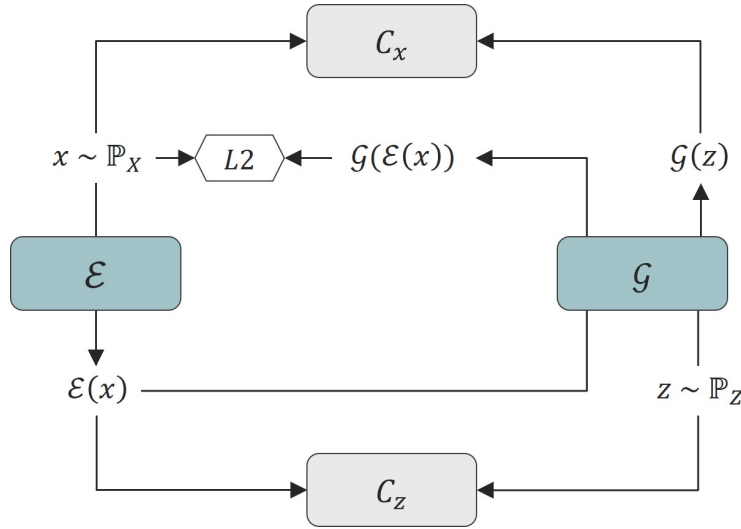 C_x
x ~ ℙ_X
L2
𝒢(ℰ(x))
𝒢(z)
ℰ
𝒢
ℰ(x)
z ~ ℙ_Z
C_z